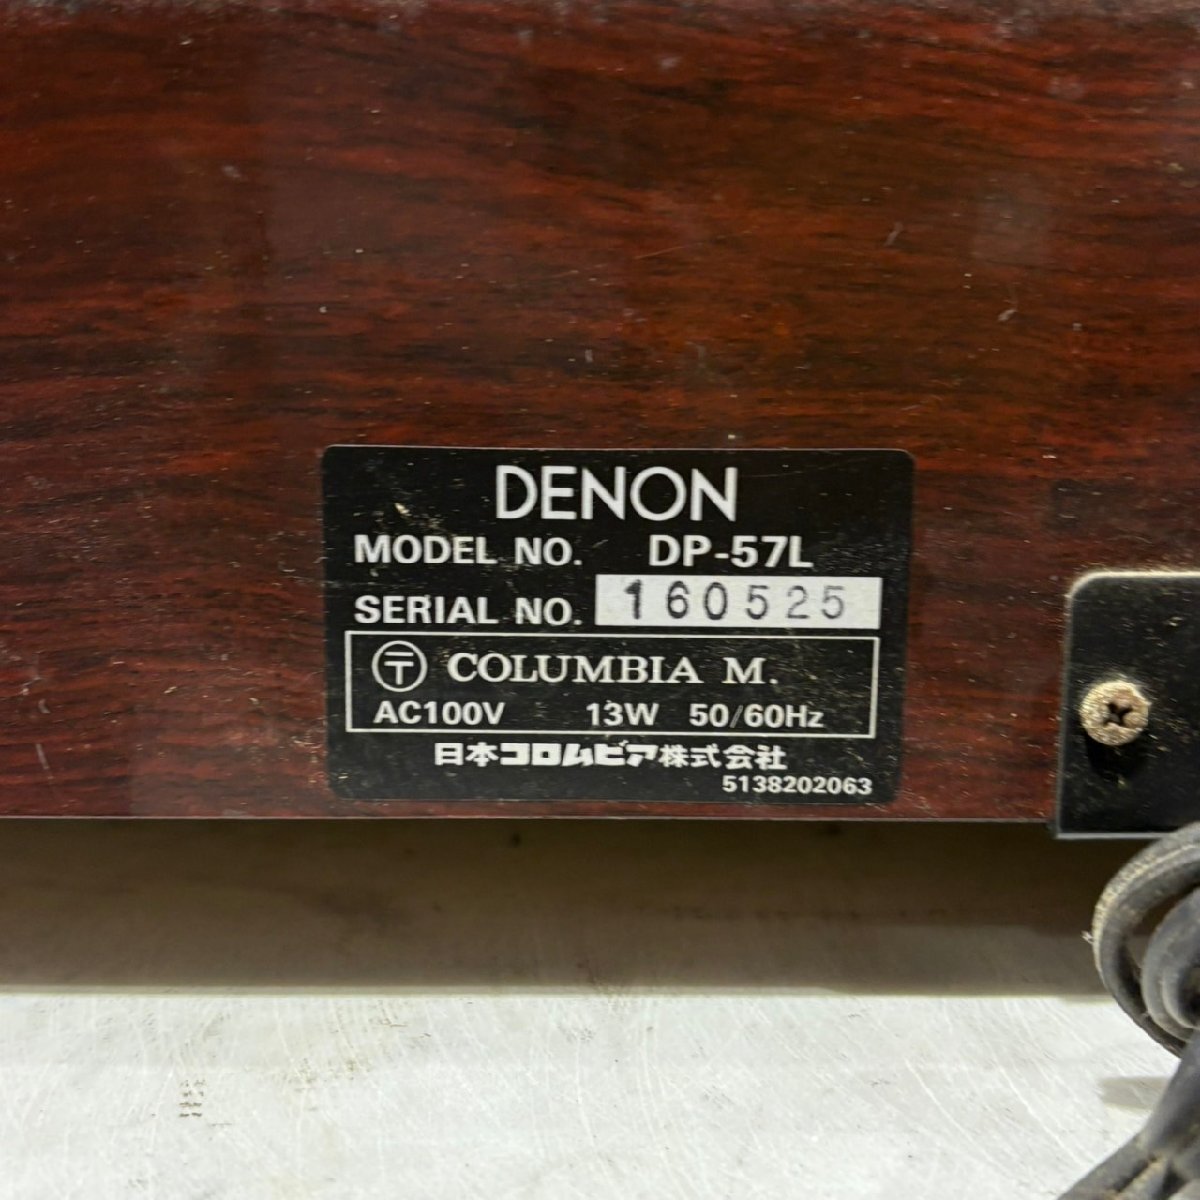 DENON
MODEL NO. DP-57L
SERIAL NO. 160525
〒 COLUMBIA M.
AC100V 13W 50/60Hz
日本コロムビア株式会社
5138202063